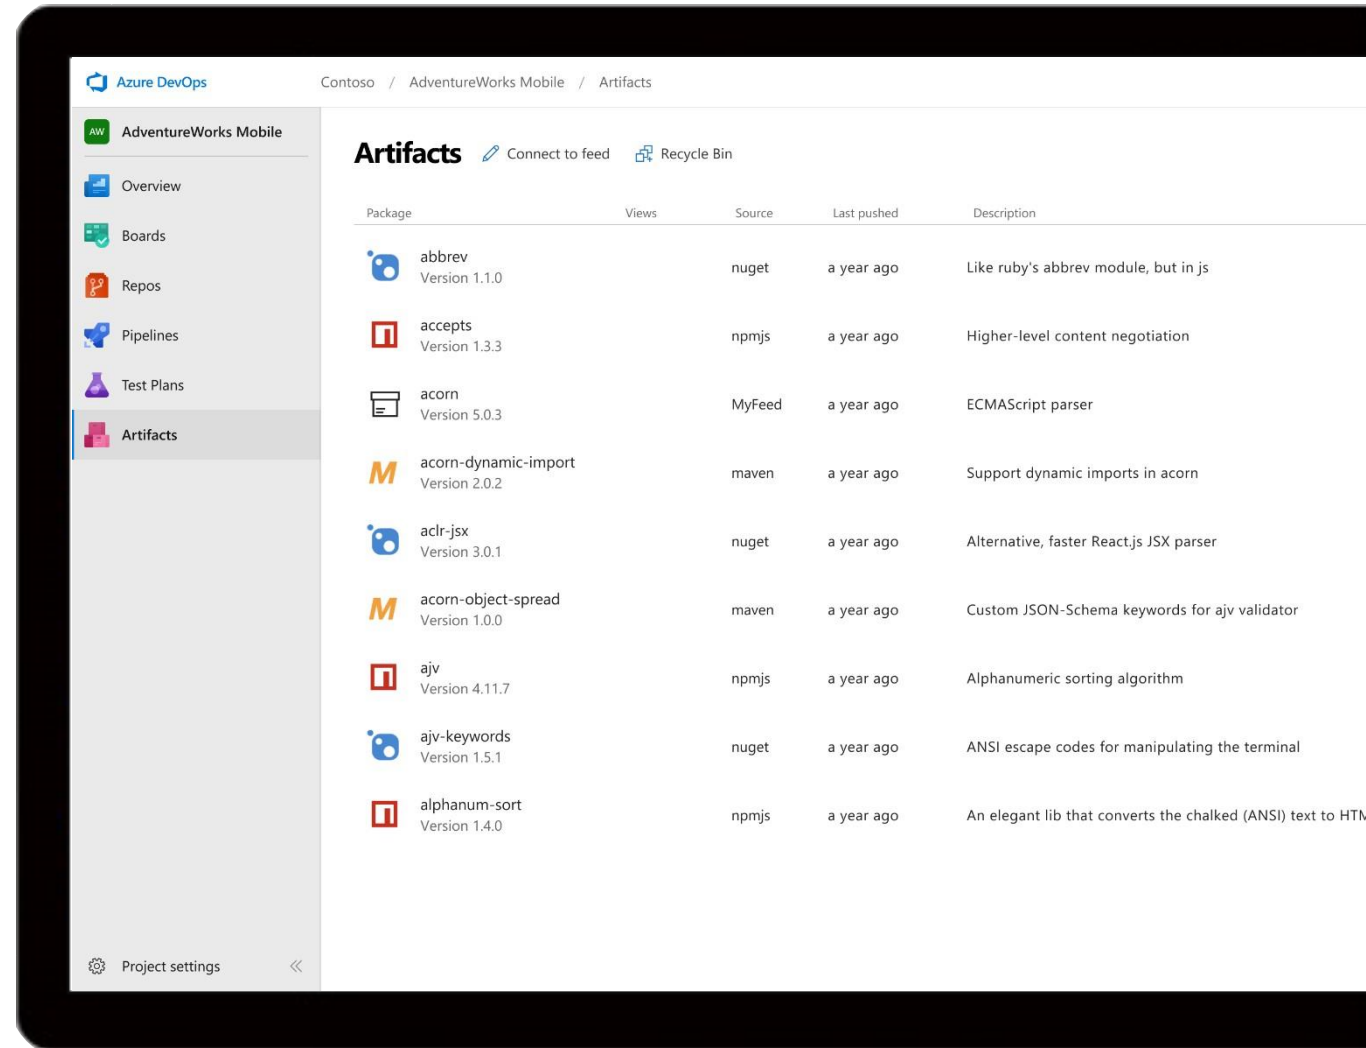 Azure DevOps
Contoso / AdventureWorks Mobile / Artifacts
AW AdventureWorks Mobile
Overview
Boards
Repos
Pipelines
Test Plans
Artifacts
Project settings
Artifacts Connect to feed Recycle Bin
Package Views Source Last pushed Description
abbrev
Version 1.1.0
nuget a year ago Like ruby's abbrev module, but in js
accepts
Version 1.3.3
npmjs a year ago Higher-level content negotiation
acorn
Version 5.0.3
MyFeed a year ago ECMAScript parser
M acorn-dynamic-import
Version 2.0.2
maven a year ago Support dynamic imports in acorn
aclr-jsx
Version 3.0.1
nuget a year ago Alternative, faster React.js JSX parser
M acorn-object-spread
Version 1.0.0
maven a year ago Custom JSON-Schema keywords for ajv validator
ajv
Version 4.11.7
npmjs a year ago Alphanumeric sorting algorithm
ajv-keywords
Version 1.5.1
nuget a year ago ANSI escape codes for manipulating the terminal
alphanum-sort
Version 1.4.0
npmjs a year ago An elegant lib that converts the chalked (ANSI) text to